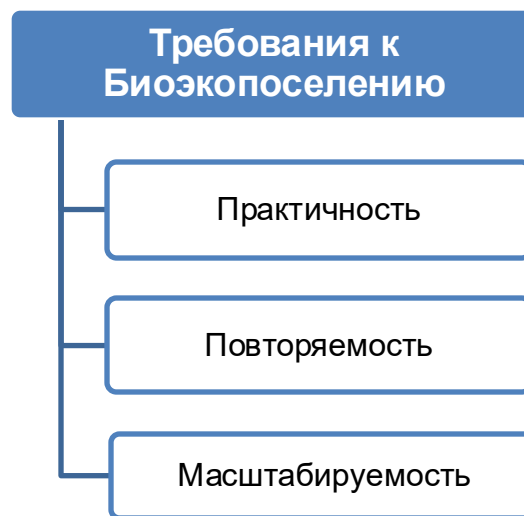 Требования к
Биоэкопоселению
Практичность
Повторяемость
Масштабируемость